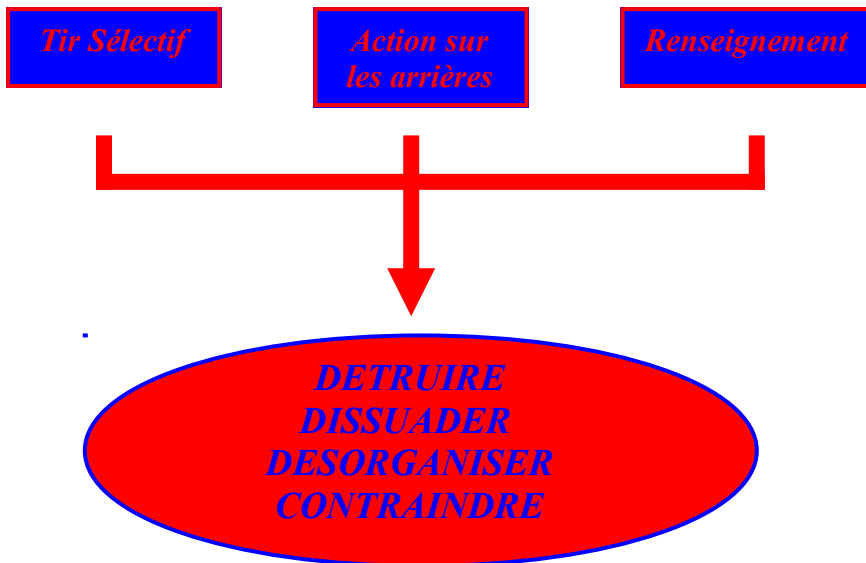 Tir Sélectif
Action sur
les arrières
Renseignement
DETRUIRE
DISSUADER
DESORGANISER
CONTRAINDRE